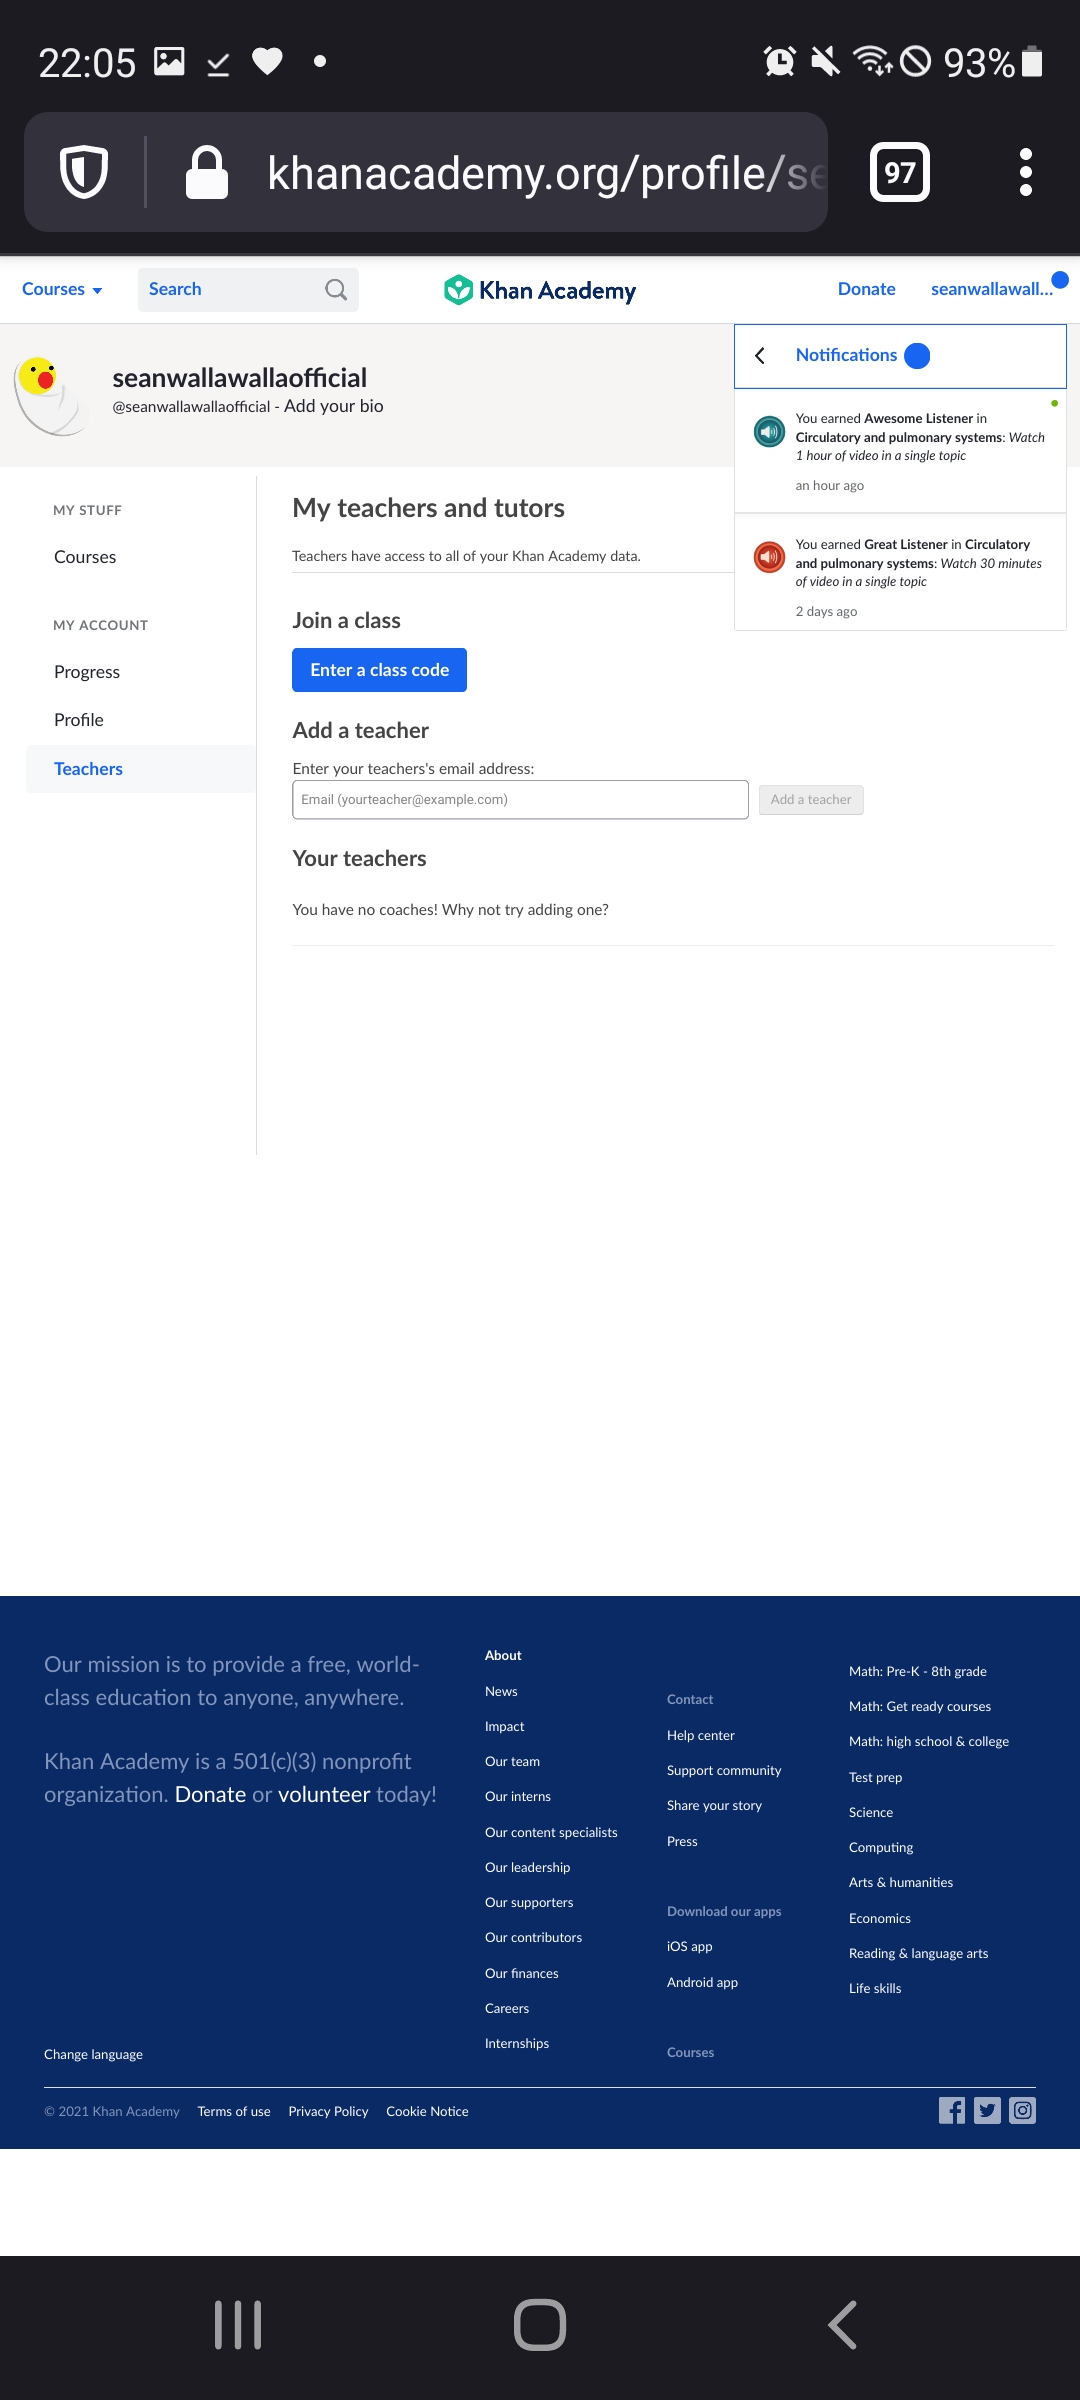 22:05
93%
khanacademy.org/profile/se
97
Courses
Search
Khan Academy
Donate
seanwallawall...
seanwallawallaofficial
@seanwallawallaofficial - Add your bio
Notifications
You earned Awesome Listener in
Circulatory and pulmonary systems: Watch
1 hour of video in a single topic
an hour ago
You earned Great Listener in Circulatory
and pulmonary systems: Watch 30 minutes
of video in a single topic
2 days ago
MY STUFF
Courses
MY ACCOUNT
Progress
Profile
Teachers
My teachers and tutors
Teachers have access to all of your Khan Academy data.
Join a class
Enter a class code
Add a teacher
Enter your teachers's email address:
Email (yourteacher@example.com)
Add a teacher
Your teachers
You have no coaches! Why not try adding one?
Our mission is to provide a free, world-
class education to anyone, anywhere.
Khan Academy is a 501(c)(3) nonprofit
organization. Donate or volunteer today!
Change language
About
News
Impact
Our team
Our interns
Our content specialists
Our leadership
Our supporters
Our contributors
Our finances
Careers
Internships
Contact
Help center
Support community
Share your story
Press
Download our apps
iOS app
Android app
Courses
Math: Pre-K - 8th grade
Math: Get ready courses
Math: high school & college
Test prep
Science
Computing
Arts & humanities
Economics
Reading & language arts
Life skills
© 2021 Khan Academy
Terms of use
Privacy Policy
Cookie Notice